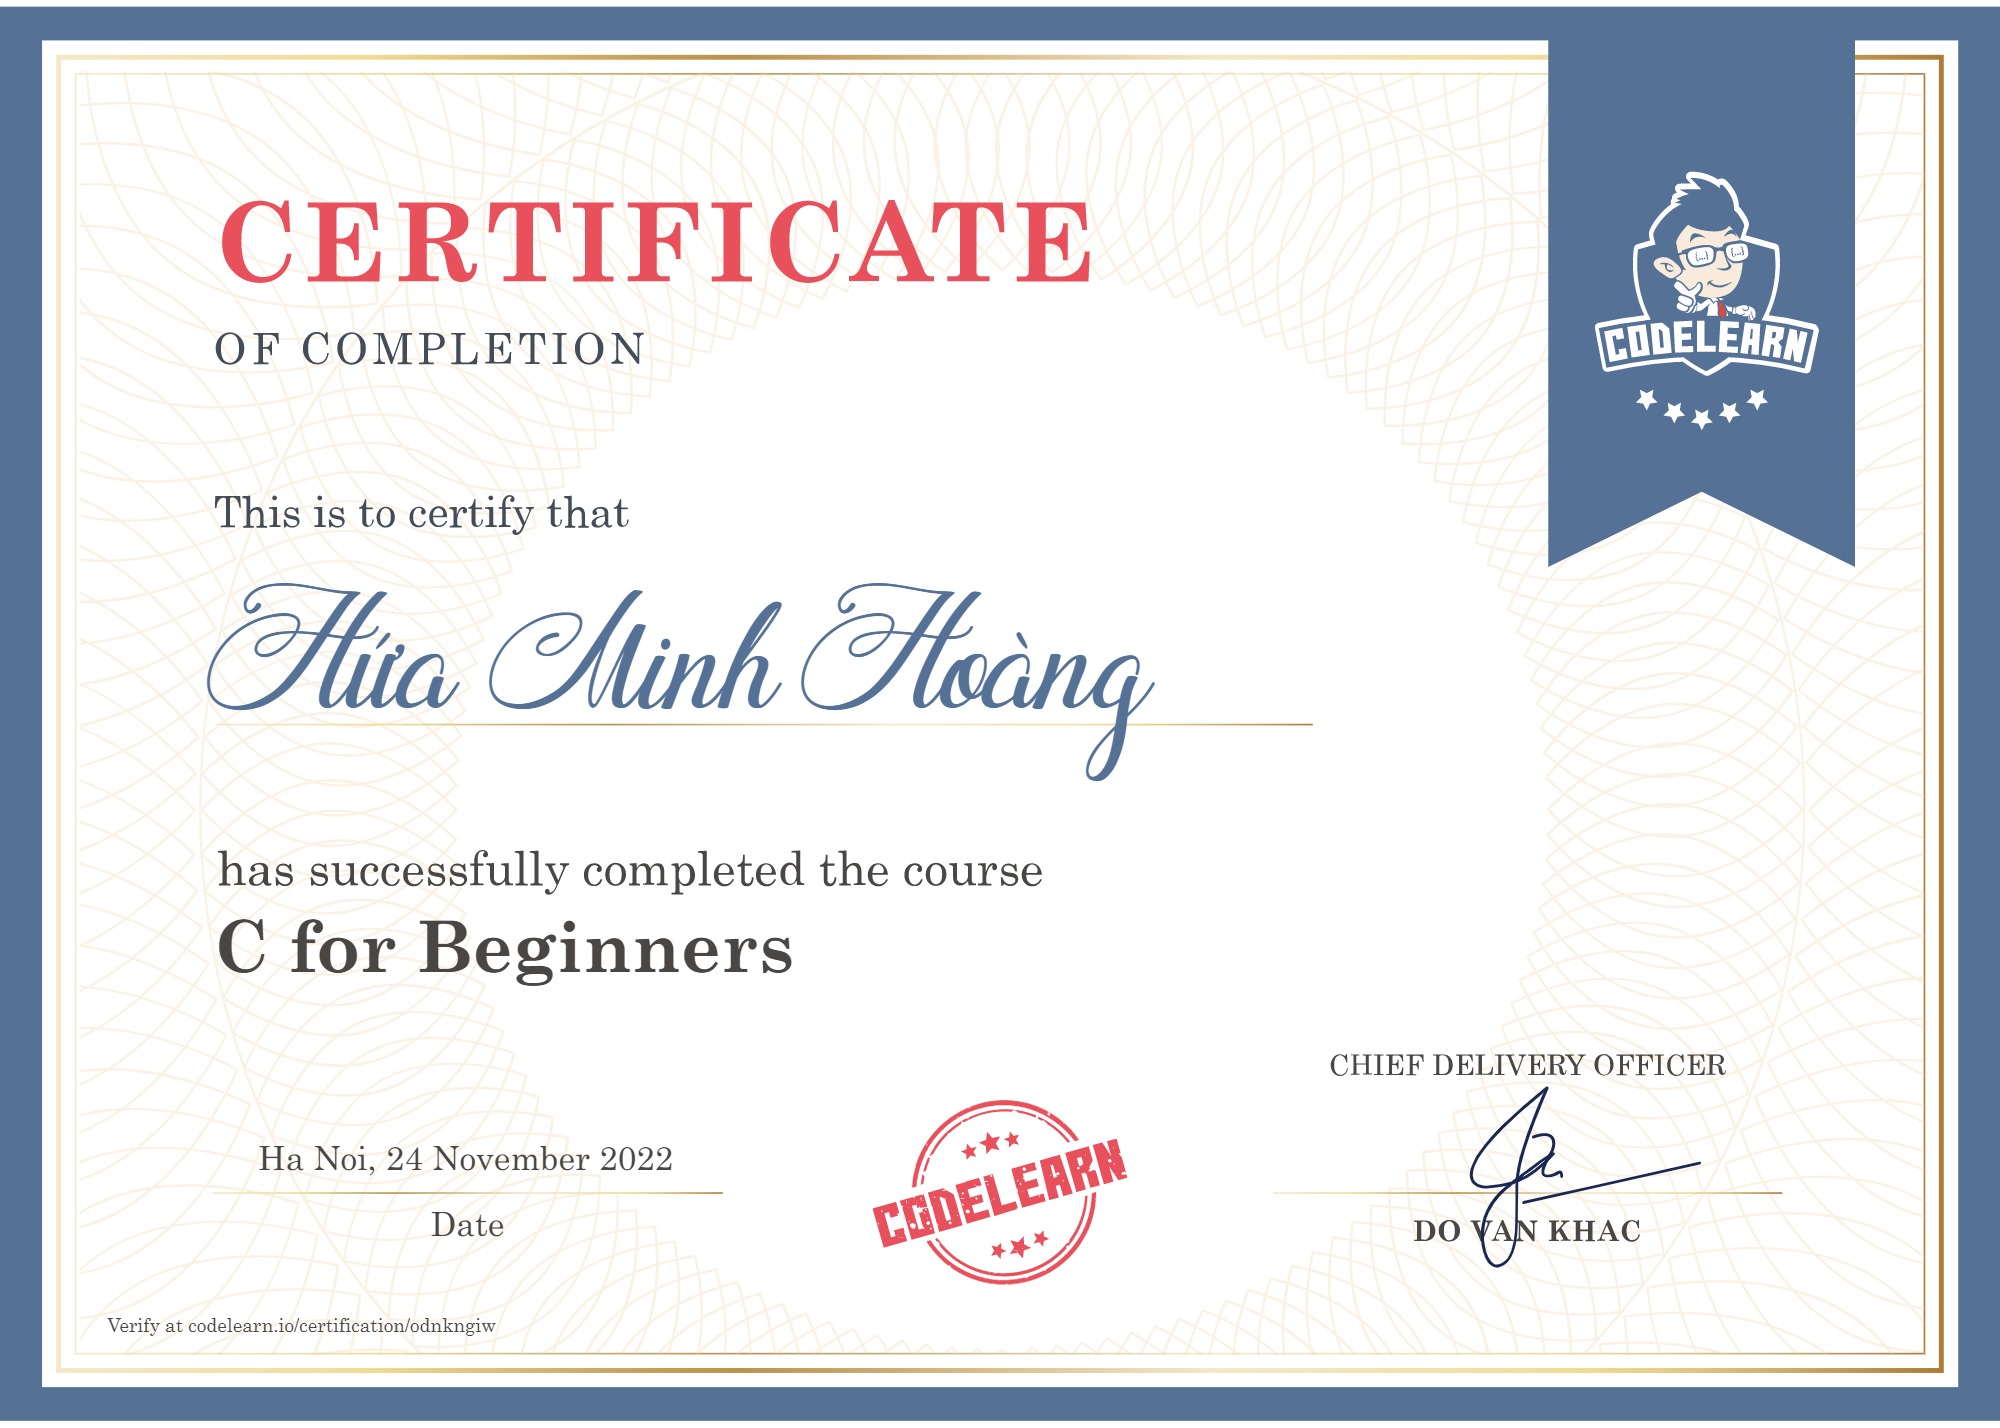 CERTIFICATE
OF COMPLETION
CODELEARN
This is to certify that
Hứa Minh Hoàng
has successfully completed the course
C for Beginners
CHIEF DELIVERY OFFICER
Ha Noi, 24 November 2022
Date
CODELEARN
DO VAN KHAC
Verify at codelearn.io/certification/odnkngiw